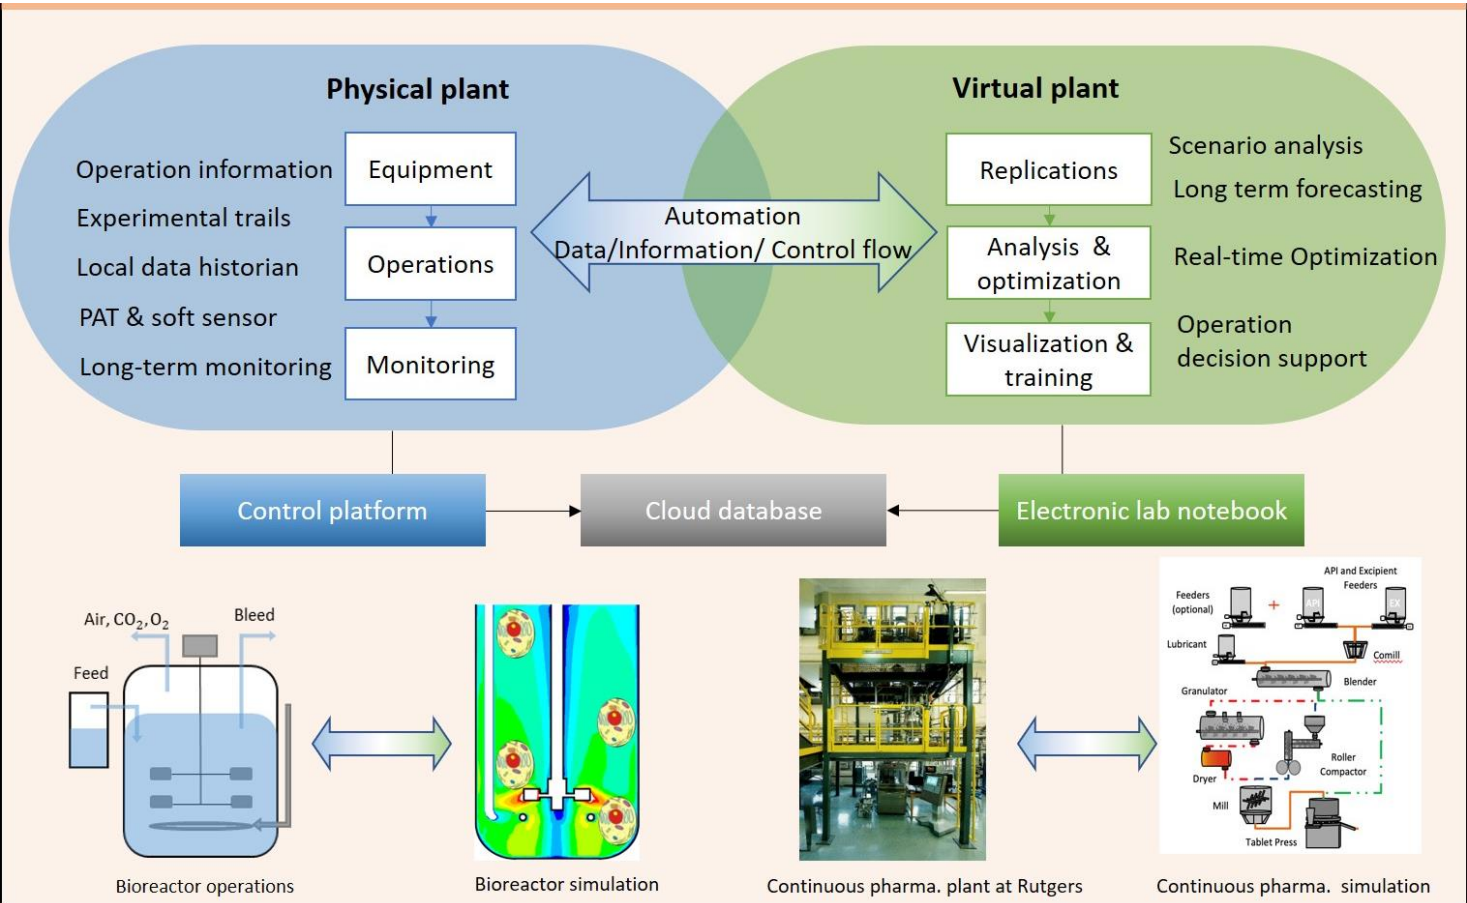 Physical plant
Operation information
Experimental trails
Local data historian
PAT & soft sensor
Long-term monitoring
Equipment
Operations
Monitoring
Automation
Data/Information/ Control flow
Virtual plant
Replications
Analysis & 
optimization
Visualization &
training
Scenario analysis
Long term forecasting
Real-time Optimization
Operation
decision support
Control platform
Cloud database
Electronic lab notebook
Air, CO₂,O₂
Bleed
Feed
Bioreactor operations
Bioreactor simulation
Continuous pharma. plant at Rutgers
API and Excipient
Feeders
Feeders
(optional)
+
API
EX
Lubricant
Comill
Blender
Granulator
Roller
Compactor
Dryer
Mill
Tablet Press
Continuous pharma. simulation